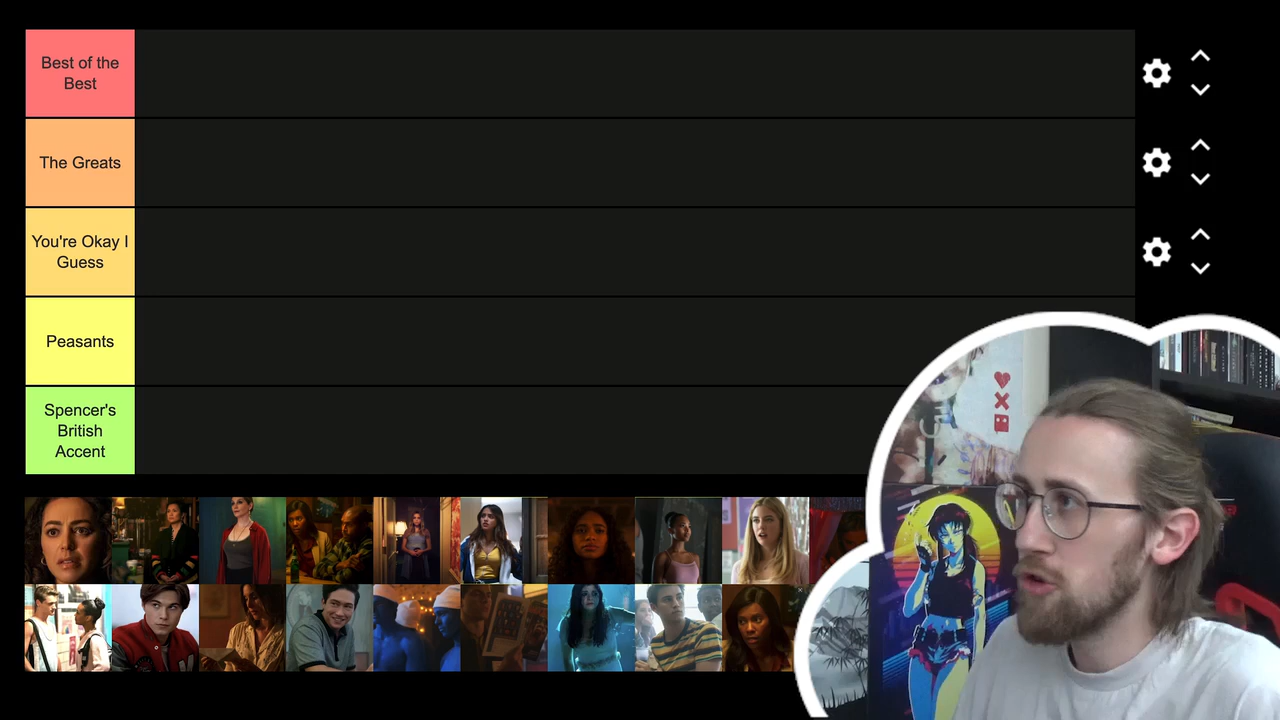 Best of the
Best
The Greats
You're Okay I
Guess
Peasants
Spencer's
British
Accent